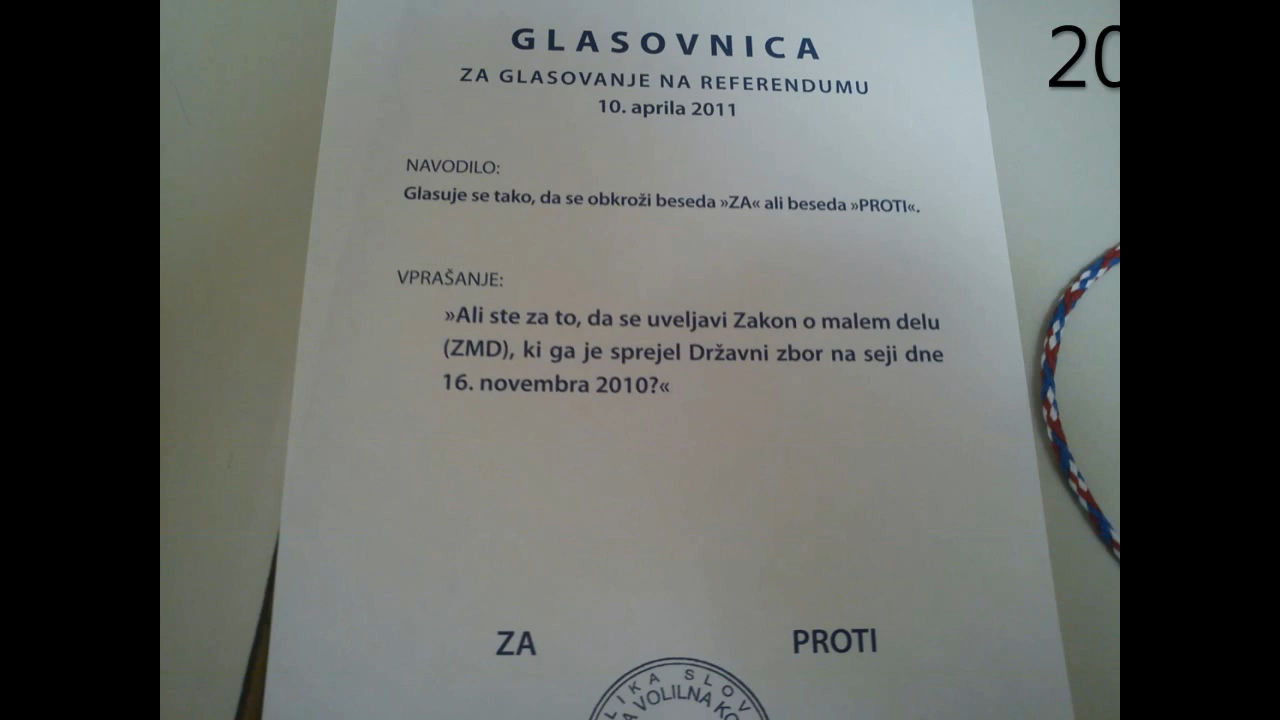 GLASOVNICA
ZA GLASOVANJE NA REFERENDUMU
10. aprila 2011
NAVODILO:
Glasuje se tako, da se obkroži beseda »ZA« ali beseda »PROTI«.
VPRAŠANJE:
»Ali ste za to, da se uveljavi Zakon o malem delu
(ZMD), ki ga je sprejel Državni zbor na seji dne
16. novembra 2010?«
ZA PROTI
20